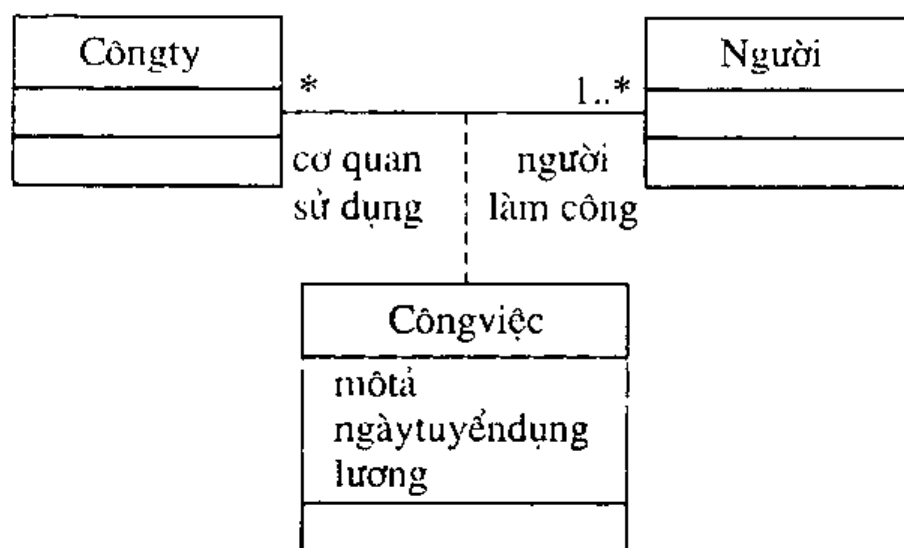 Côngty
Người
*
1..*
cơ quan
sử dụng
người
làm công
Côngviệc
môtả
ngàytuyểndụng
lương